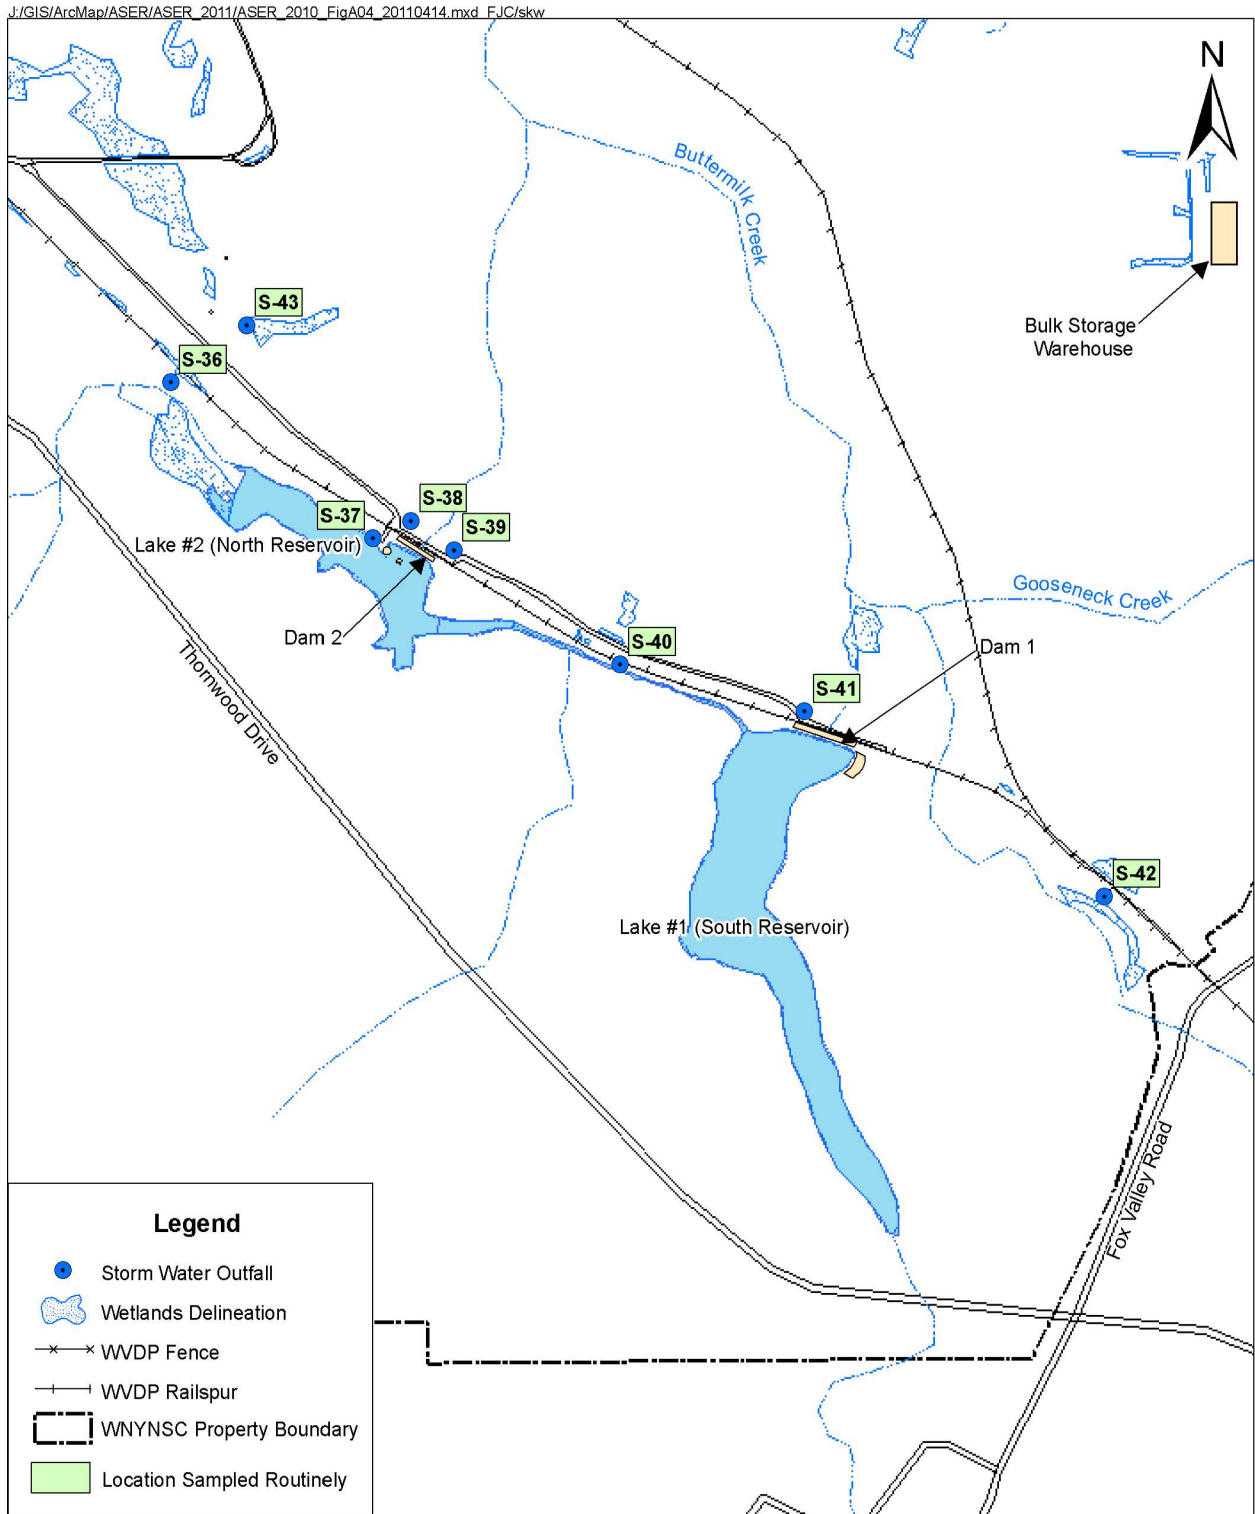 J:/GIS/ArcMap/ASER/ASER_2011/ASER_2010_FigA04_20110414.mxd FJC/skw
N
Buttermilk Creek
Bulk Storage
Warehouse
S-43
S-36
S-38
S-37
S-39
Lake #2 (North Reservoir)
Gooseneck Creek
Dam 2
S-40
Dam 1
S-41
Thornwood Drive
S-42
Lake #1 (South Reservoir)
Fox Valley Road
Legend
Storm Water Outfall
Wetlands Delineation
WVDP Fence
WVDP Railspur
WNYNSC Property Boundary
Location Sampled Routinely